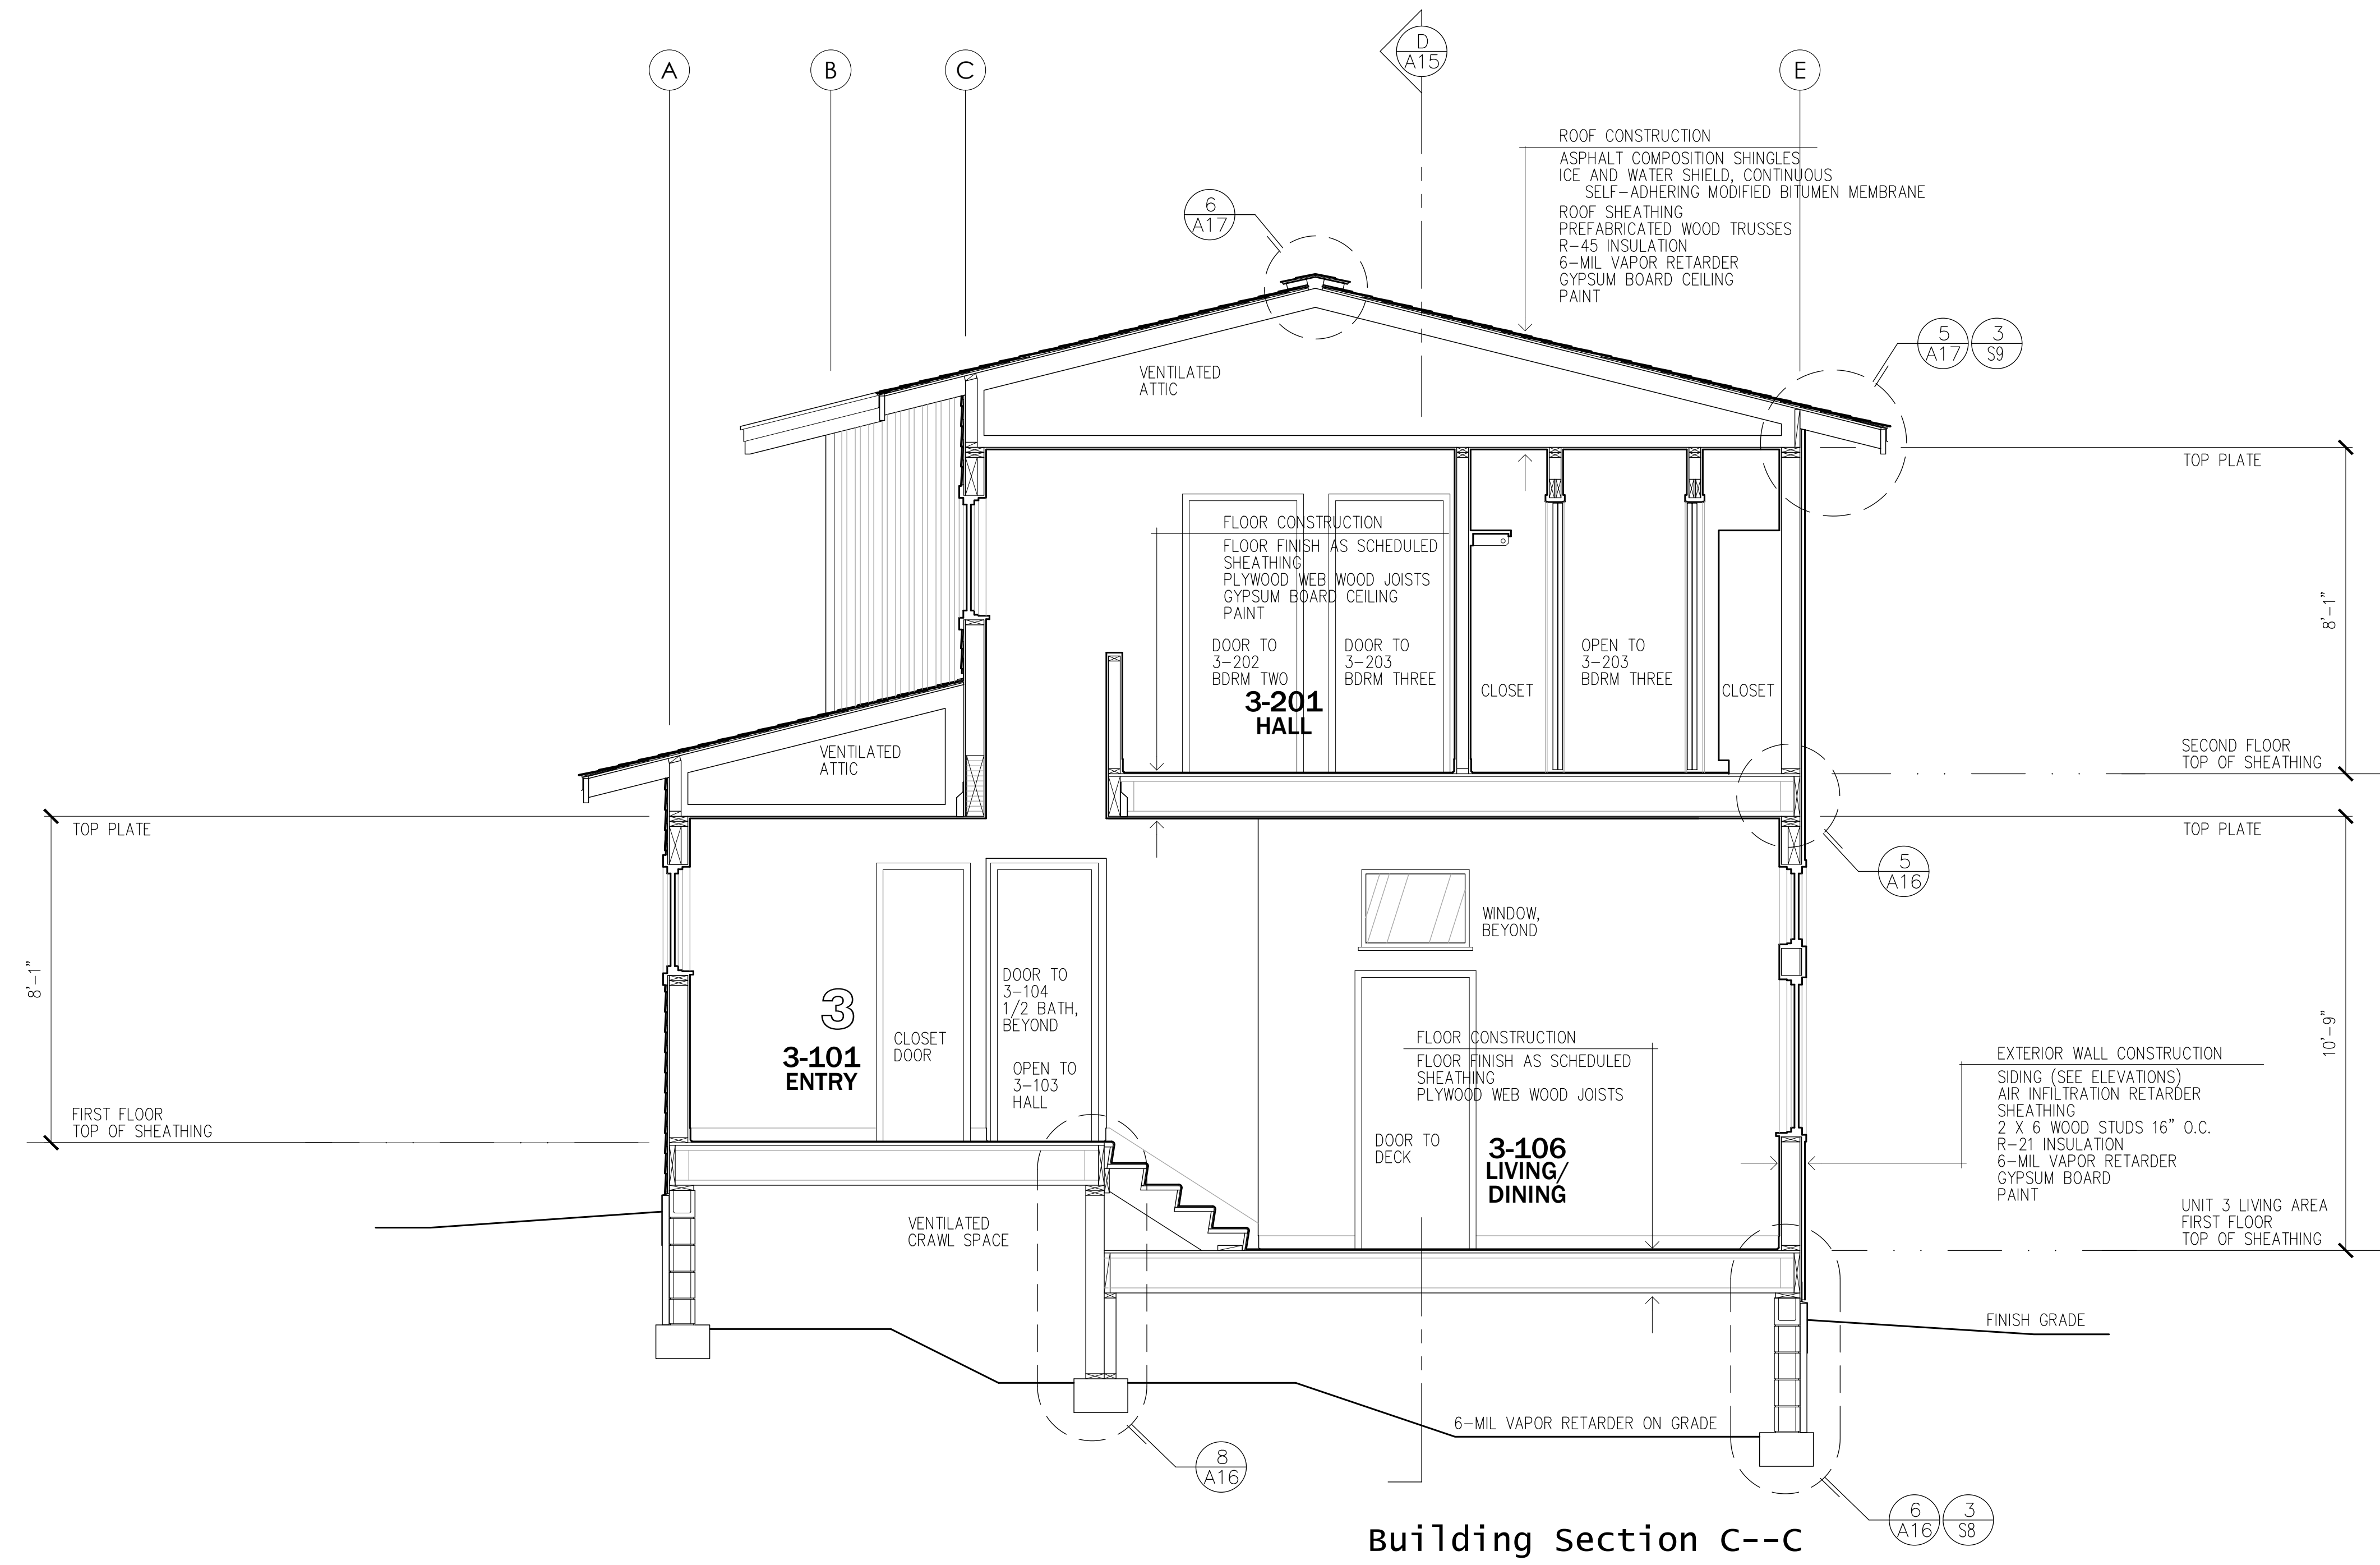 A
B
C
D
A15
E
ROOF CONSTRUCTION
ASPHALT COMPOSITION SHINGLES
ICE AND WATER SHIELD, CONTINUOUS
SELF-ADHERING MODIFIED BITUMEN MEMBRANE
ROOF SHEATHING
PREFABRICATED WOOD TRUSSES
R-45 INSULATION
6-MIL VAPOR RETARDER
GYPSUM BOARD CEILING
PAINT
6
A17
5
A17
3
S9
VENTILATED
ATTIC
TOP PLATE
8'-1"
FLOOR CONSTRUCTION
FLOOR FINISH AS SCHEDULED
SHEATHING
PLYWOOD WEB WOOD JOISTS
GYPSUM BOARD CEILING
PAINT
DOOR TO
3-202
BDRM TWO
DOOR TO
3-203
BDRM THREE
3-201
HALL
CLOSET
OPEN TO
3-203
BDRM THREE
CLOSET
SECOND FLOOR
TOP OF SHEATHING
VENTILATED
ATTIC
TOP PLATE
TOP PLATE
5
A16
8'-1"
WINDOW,
BEYOND
3
3-101
ENTRY
CLOSET
DOOR
DOOR TO
3-104
1/2 BATH,
BEYOND
OPEN TO
3-103
HALL
FLOOR CONSTRUCTION
FLOOR FINISH AS SCHEDULED
SHEATHING
PLYWOOD WEB WOOD JOISTS
DOOR TO
DECK
3-106
LIVING/
DINING
10'-9"
EXTERIOR WALL CONSTRUCTION
SIDING (SEE ELEVATIONS)
AIR INFILTRATION RETARDER
SHEATHING
2 X 6 WOOD STUDS 16" O.C.
R-21 INSULATION
6-MIL VAPOR RETARDER
GYPSUM BOARD
PAINT
FIRST FLOOR
TOP OF SHEATHING
UNIT 3 LIVING AREA
FIRST FLOOR
TOP OF SHEATHING
VENTILATED
CRAWL SPACE
FINISH GRADE
6-MIL VAPOR RETARDER ON GRADE
8
A16
6
A16
3
S8
Building Section C--C